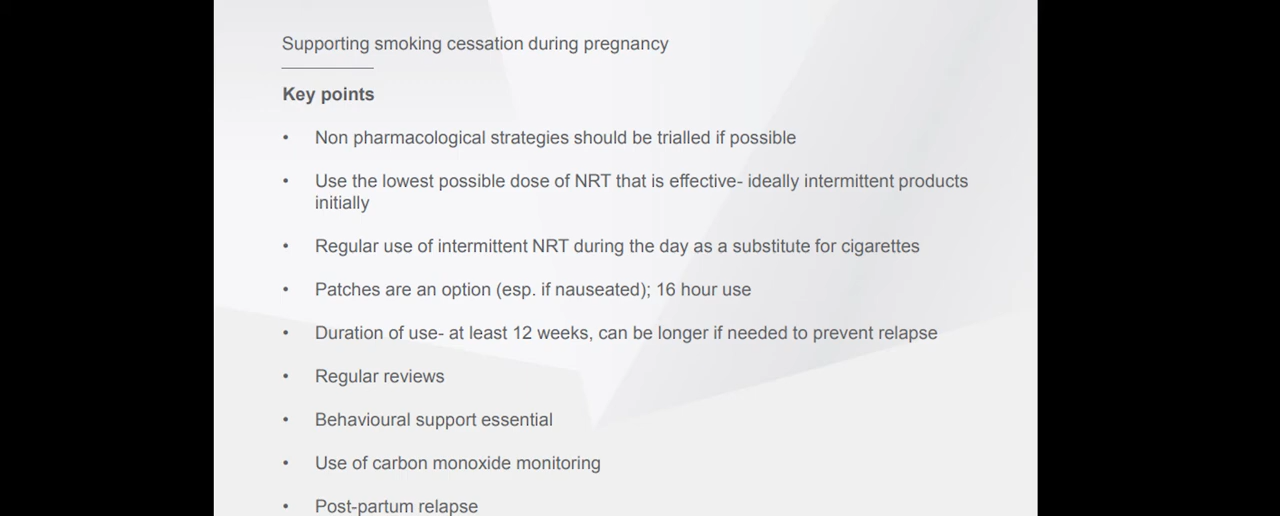 Supporting smoking cessation during pregnancy
Key points
• Non pharmacological strategies should be trialled if possible
• Use the lowest possible dose of NRT that is effective- ideally intermittent products
initially
• Regular use of intermittent NRT during the day as a substitute for cigarettes
• Patches are an option (esp. if nauseated); 16 hour use
• Duration of use- at least 12 weeks, can be longer if needed to prevent relapse
• Regular reviews
• Behavioural support essential
• Use of carbon monoxide monitoring
• Post-partum relapse